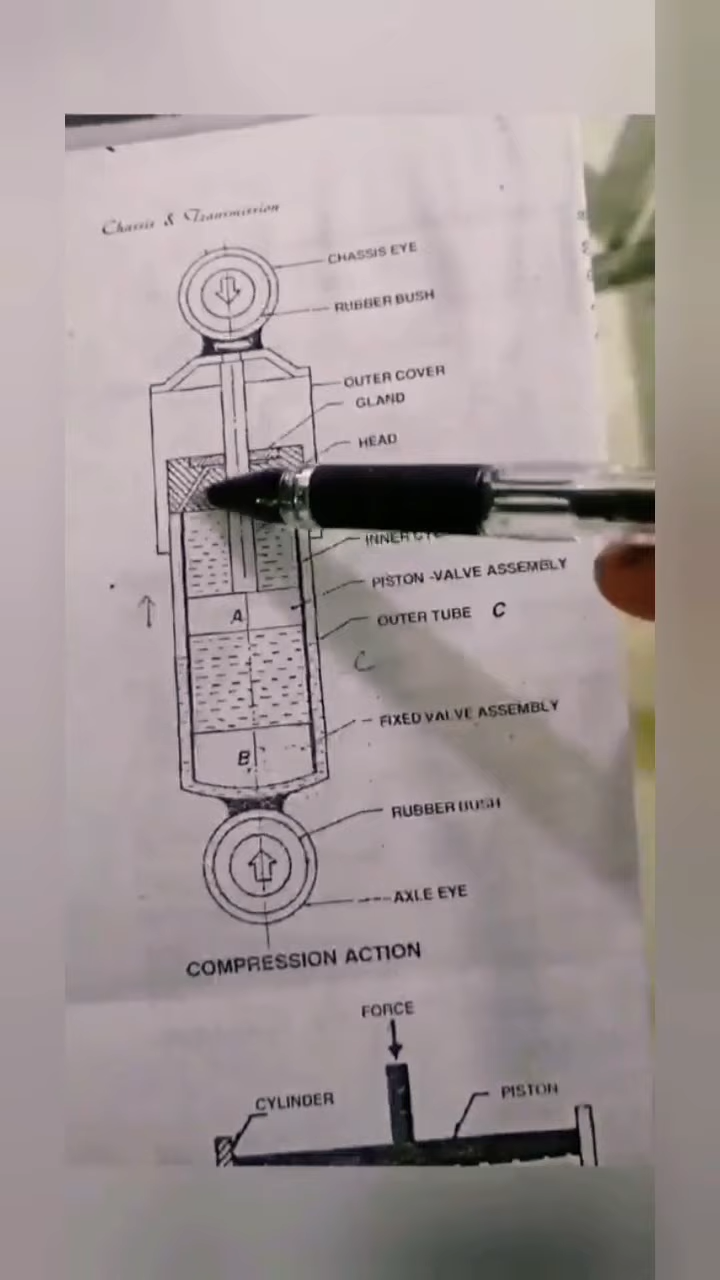 Chassis & Transmission
CHASSIS EYE
RUBBER BUSH
OUTER COVER
GLAND
HEAD
INNER
PISTON -VALVE ASSEMBLY
A
OUTER TUBE C
C
FIXED VALVE ASSEMBLY
B
RUBBER BUSH
AXLE EYE
COMPRESSION ACTION
FORCE
CYLINDER
PISTON